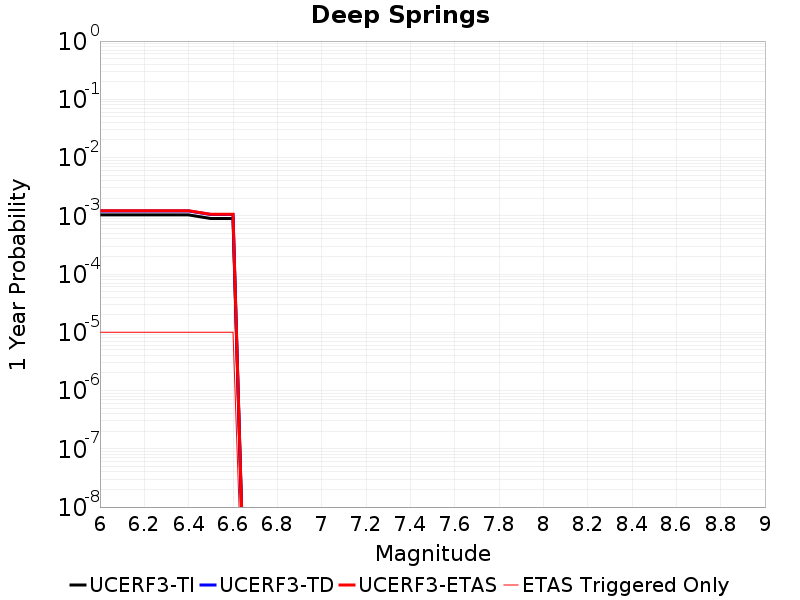 Deep Springs
1 Year Probability
10^0
10^-1
10^-2
10^-3
10^-4
10^-5
10^-6
10^-7
10^-8
6 6.2 6.4 6.6 6.8 7 7.2 7.4 7.6 7.8 8 8.2 8.4 8.6 8.8 9
Magnitude
UCERF3-TI UCERF3-TD UCERF3-ETAS ETAS Triggered Only